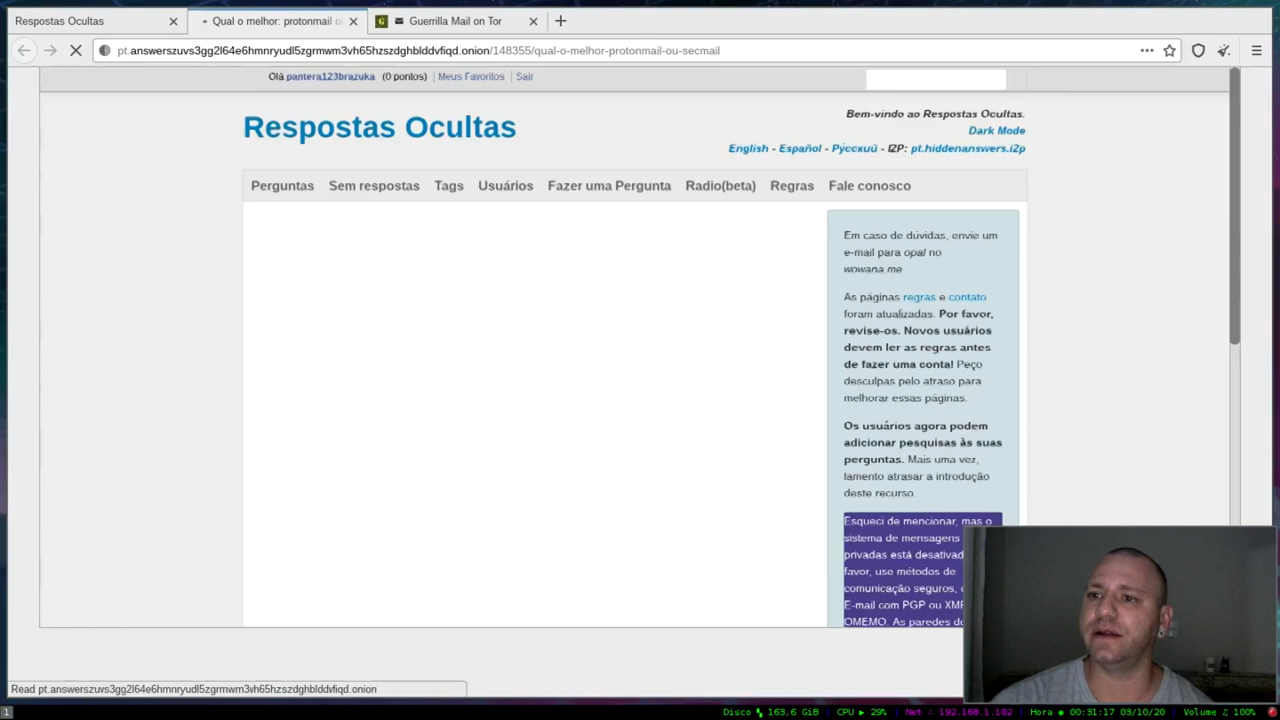 Respostas Ocultas
Qual o melhor: protonmail ou
Guerrilla Mail on Tor
pt.answerszuvs3gg2l64e6hmnryudl5zgrmwm3vh65hzszdghblddvfiqd.onion/148355/qual-o-melhor-protonmail-ou-secmail
Olá pantera123brazuka (0 pontos) | Meus Favoritos | Sair
Respostas Ocultas
Bem-vindo ao Respostas Ocultas.
Dark Mode
English - Español - Рýсский - I2P: pt.hiddenanswers.i2p
Perguntas Sem respostas Tags Usuários Fazer uma Pergunta Radio(beta) Regras Fale conosco
Em caso de dúvidas, envie um
e-mail para opal no
wowana.me
As páginas regras e contato
foram atualizadas. Por favor,
revise-os. Novos usuários
devem ler as regras antes
de fazer uma conta! Peço
desculpas pelo atraso para
melhorar essas páginas.
Os usuários agora podem
adicionar pesquisas às suas
perguntas. Mais uma vez,
lamento atrasar a introdução
deste recurso.
Esqueci de mencionar, mas o
sistema de mensagens
privadas está desativad
favor, use métodos de
comunicação seguros,
E-mail com PGP ou XM
OMEMO. As paredes d
Read pt.answerszuvs3gg2l64e6hmnryudl5zgrmwm3vh65hzszdghblddvfiqd.onion
1 Disco 163,6 GiB CPU 29% Net 192.168.1.102 Hora 00:31:17 03/10/20 Volume 100%